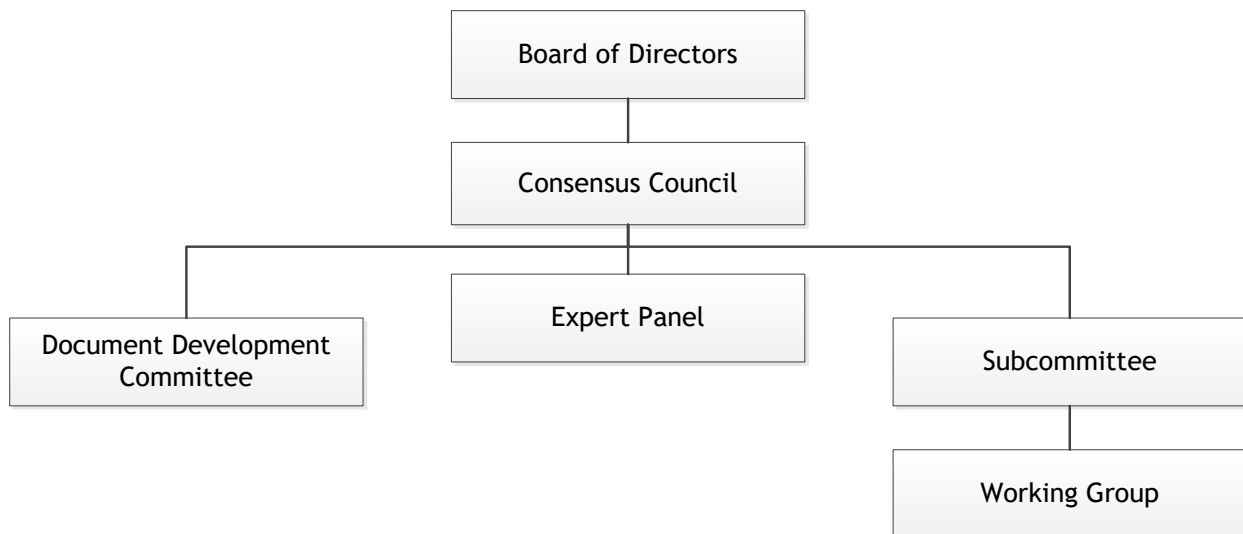 Board of Directors
Consensus Council
Expert Panel
Document Development
Committee
Subcommittee
Working Group